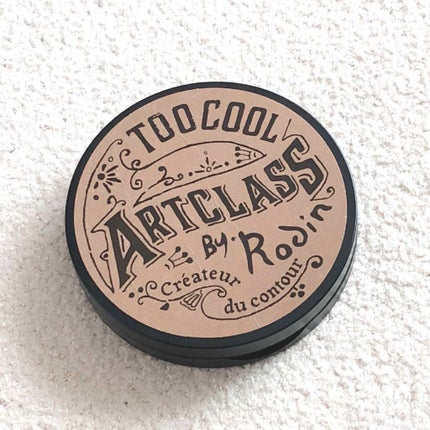 TOO COOL
ARTCLASS
By. Rodin
Créateur
du contour